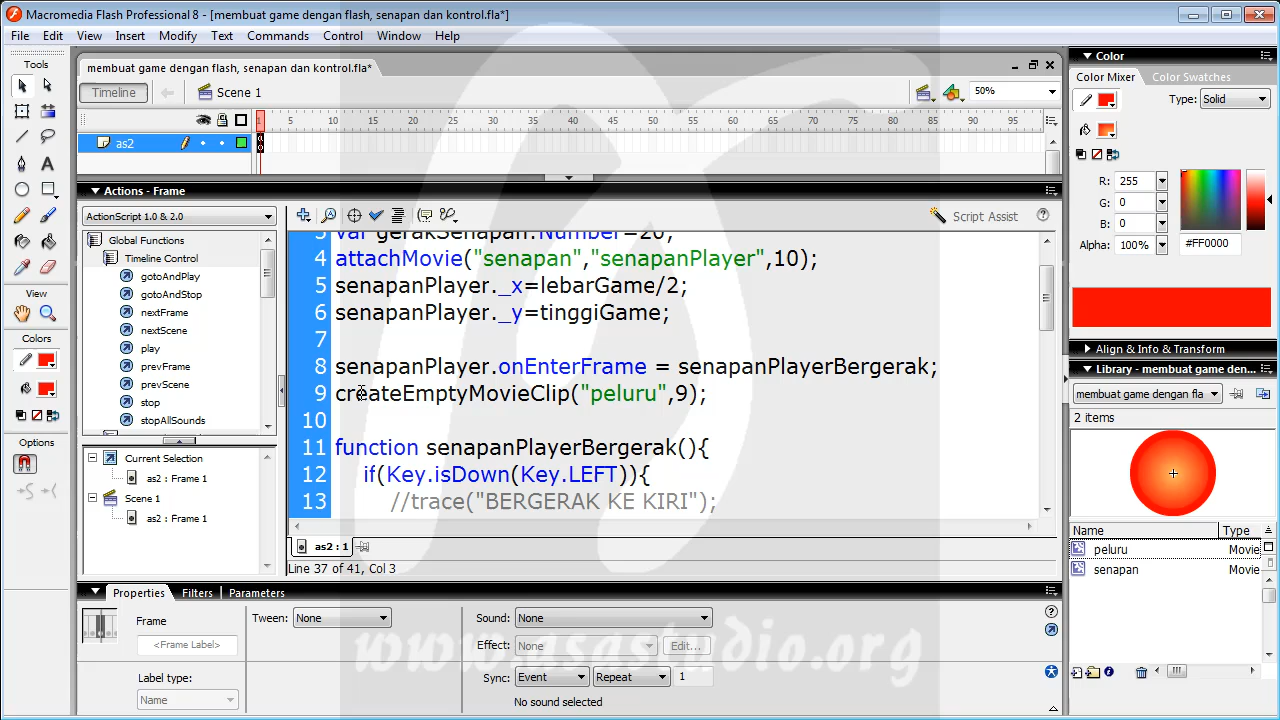 Macromedia Flash Professional 8 - [membuat game dengan flash, senapan dan kontrol.fla*]
File Edit View Insert Modify Text Commands Control Window Help
Tools
View
Colors
Options
membuat game dengan flash, senapan dan kontrol.fla*
Timeline
Scene 1
50%
1 5 10 15 20 25 30 35 40 45 50 55 60 65 70 75 80 85 90 95
as2
Actions - Frame
ActionScript 1.0 & 2.0
Global Functions
Timeline Control
gotoAndPlay
gotoAndStop
nextFrame
nextScene
play
prevFrame
prevScene
stop
stopAllSounds
Current Selection
as2 : Frame 1
Scene 1
as2 : Frame 1
Script Assist
3 var gerakSenapan:Number=20;
4 attachMovie("senapan","senapanPlayer",10);
5 senapanPlayer._x=lebarGame/2;
6 senapanPlayer._y=tinggiGame;
7
8 senapanPlayer.onEnterFrame = senapanPlayerBergerak;
9 createEmptyMovieClip("peluru",9);
10
11 function senapanPlayerBergerak(){
12 if(Key.isDown(Key.LEFT)){
13 //trace("BERGERAK KE KIRI");
as2 : 1
Line 37 of 41, Col 3
Properties Filters Parameters
Frame
<Frame Label>
Label type:
Name
Tween: None
Sound: None
Effect: None Edit...
Sync: Event Repeat 1
No sound selected
www.asastudio.org
Color
Color Mixer Color Swatches
Type: Solid
R: 255
G: 0
B: 0
Alpha: 100% #FF0000
Align & Info & Transform
Library - membuat game den...
membuat game dengan fla
2 items
Name Type
peluru Movie
senapan Movie